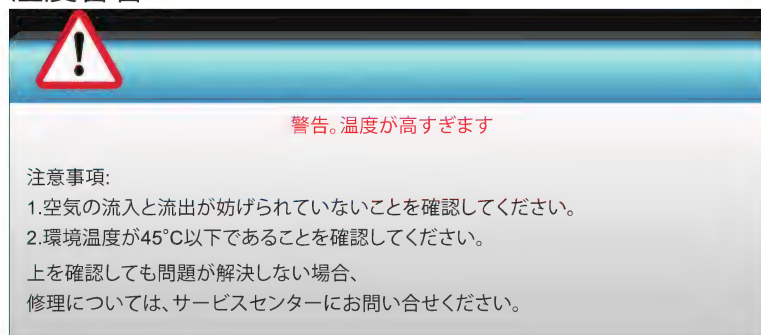 警告。温度が高すぎます
注意事項:
1.空気の流入と流出が妨げられていないことを確認してください。
2.環境温度が45°C以下であることを確認してください。
上を確認しても問題が解決しない場合、
修理については、サービスセンターにお問い合せください。